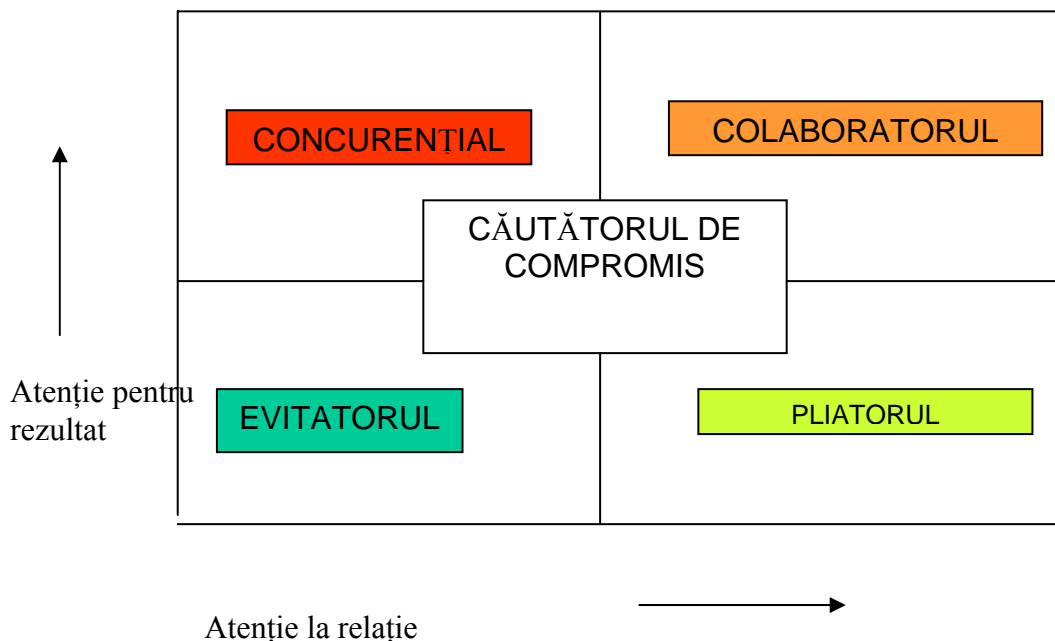 CONCURENȚIAL
COLABORATORUL
CĂUTĂTORUL DE
COMPROMIS
Atenție pentru
rezultat
EVITATORUL
PLIATORUL
Atenție la relație